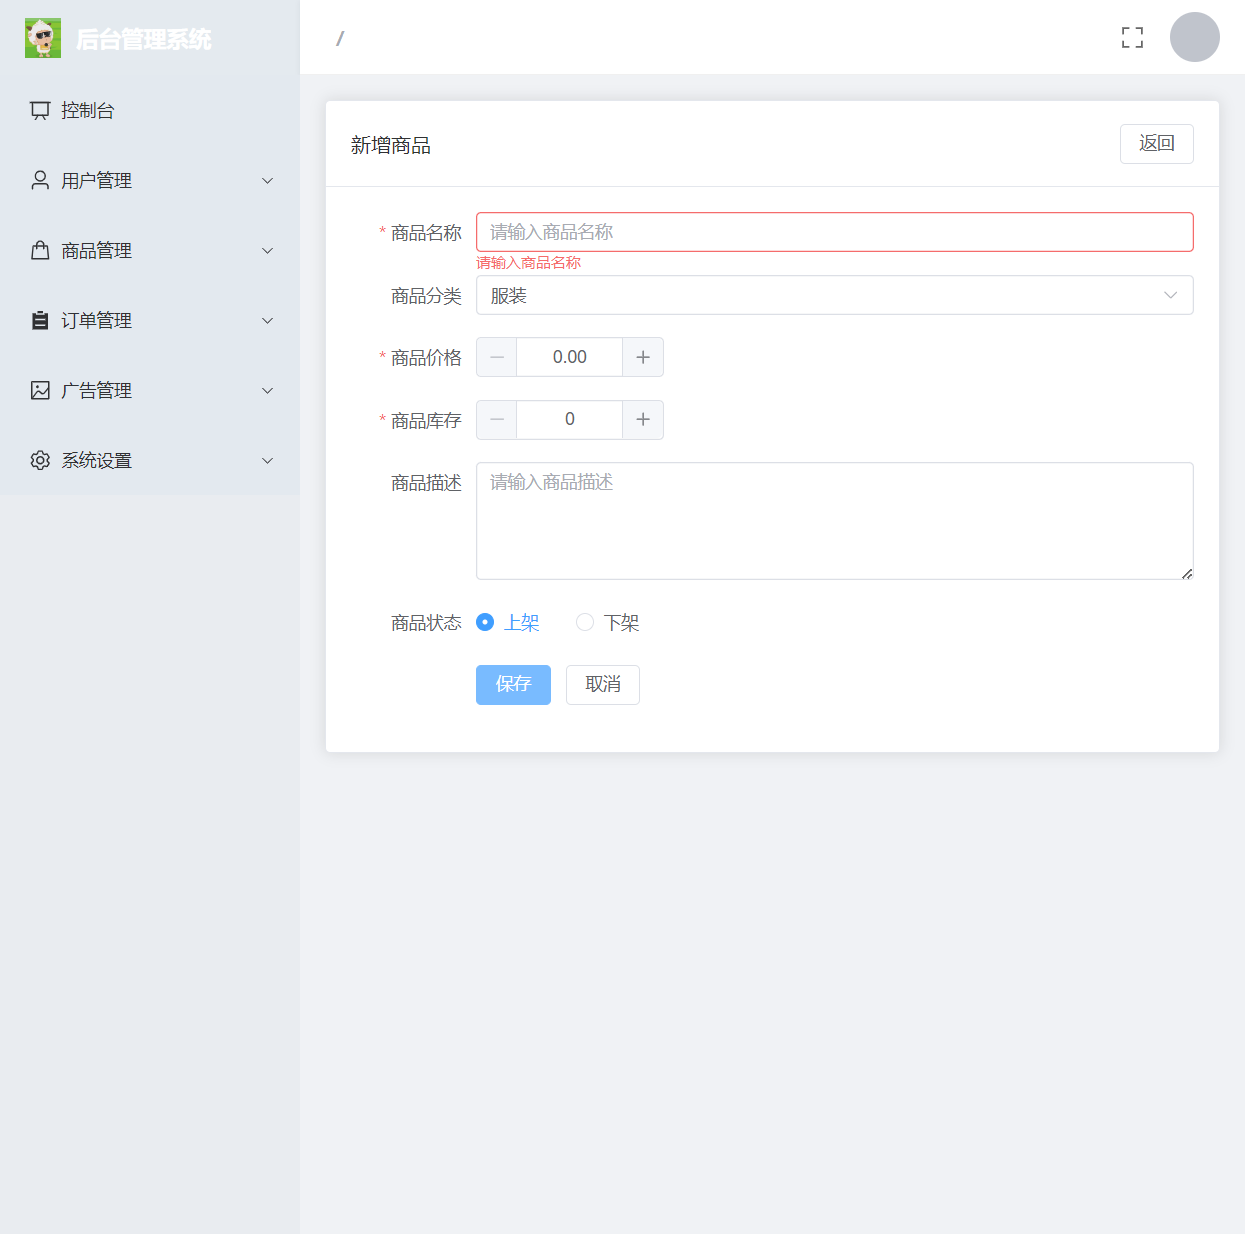 后台管理系统
/
控制台
用户管理
商品管理
订单管理
广告管理
系统设置
新增商品
返回
* 商品名称 请输入商品名称
请输入商品名称
商品分类 服装
* 商品价格 0.00
* 商品库存 0
商品描述 请输入商品描述
商品状态 上架 下架
保存 取消